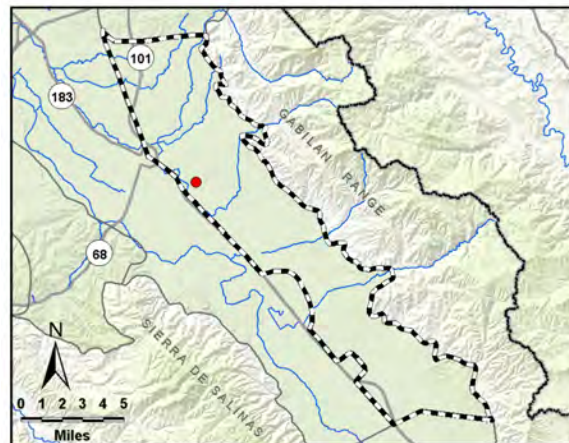 101
183
GABILAN RANGE
68
SIERRA DE SALINAS
N
0 1 2 3 4 5
Miles